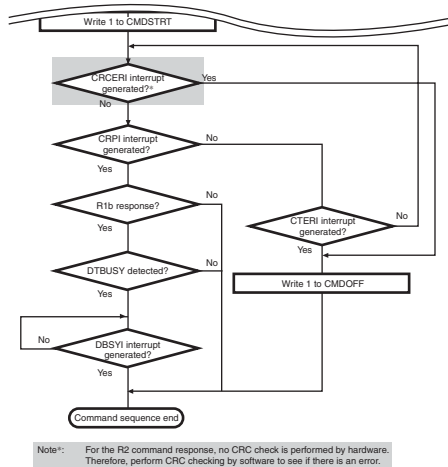 Write 1 to CMDSTRT
CRCERI interrupt
generated?*
Yes
No
CRPI interrupt
generated?
No
Yes
R1b response?
No
Yes
CTERI interrupt
generated?
No
Yes
DTBUSY detected?
No
Yes
Write 1 to CMDOFF
DBSYI interrupt
generated?
No
Yes
Command sequence end
Note*: For the R2 command response, no CRC check is performed by hardware.
Therefore, perform CRC checking by software to see if there is an error.